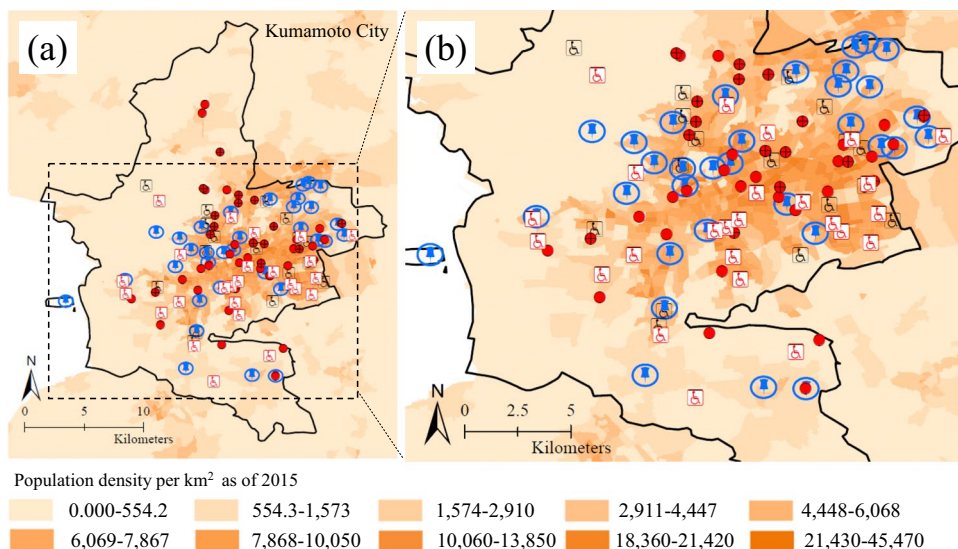 (a)
Kumamoto City
N
0
10
Kilometers
(b)
N
0
2.5
5
Kilometers
Population density per km² as of 2015
0.000-554.2
554.3-1,573
1,574-2,910
2,911-4,447
4,448-6,068
6,069-7,867
7,868-10,050
10,060-13,850
18,360-21,420
21,430-45,470